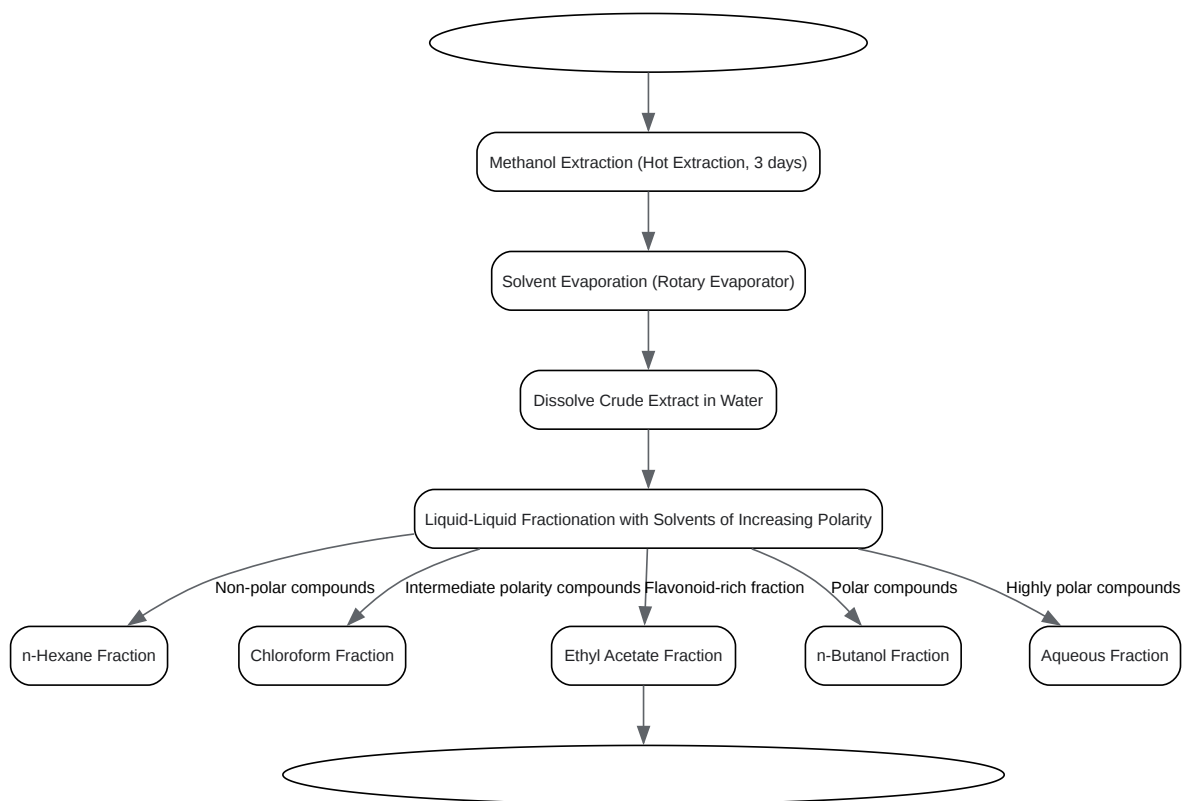 Methanol Extraction (Hot Extraction, 3 days)
Solvent Evaporation (Rotary Evaporator)
Dissolve Crude Extract in Water
Liquid-Liquid Fractionation with Solvents of Increasing Polarity
Non-polar compounds
Intermediate polarity compounds
Flavonoid-rich fraction
Polar compounds
Highly polar compounds
n-Hexane Fraction
Chloroform Fraction
Ethyl Acetate Fraction
n-Butanol Fraction
Aqueous Fraction